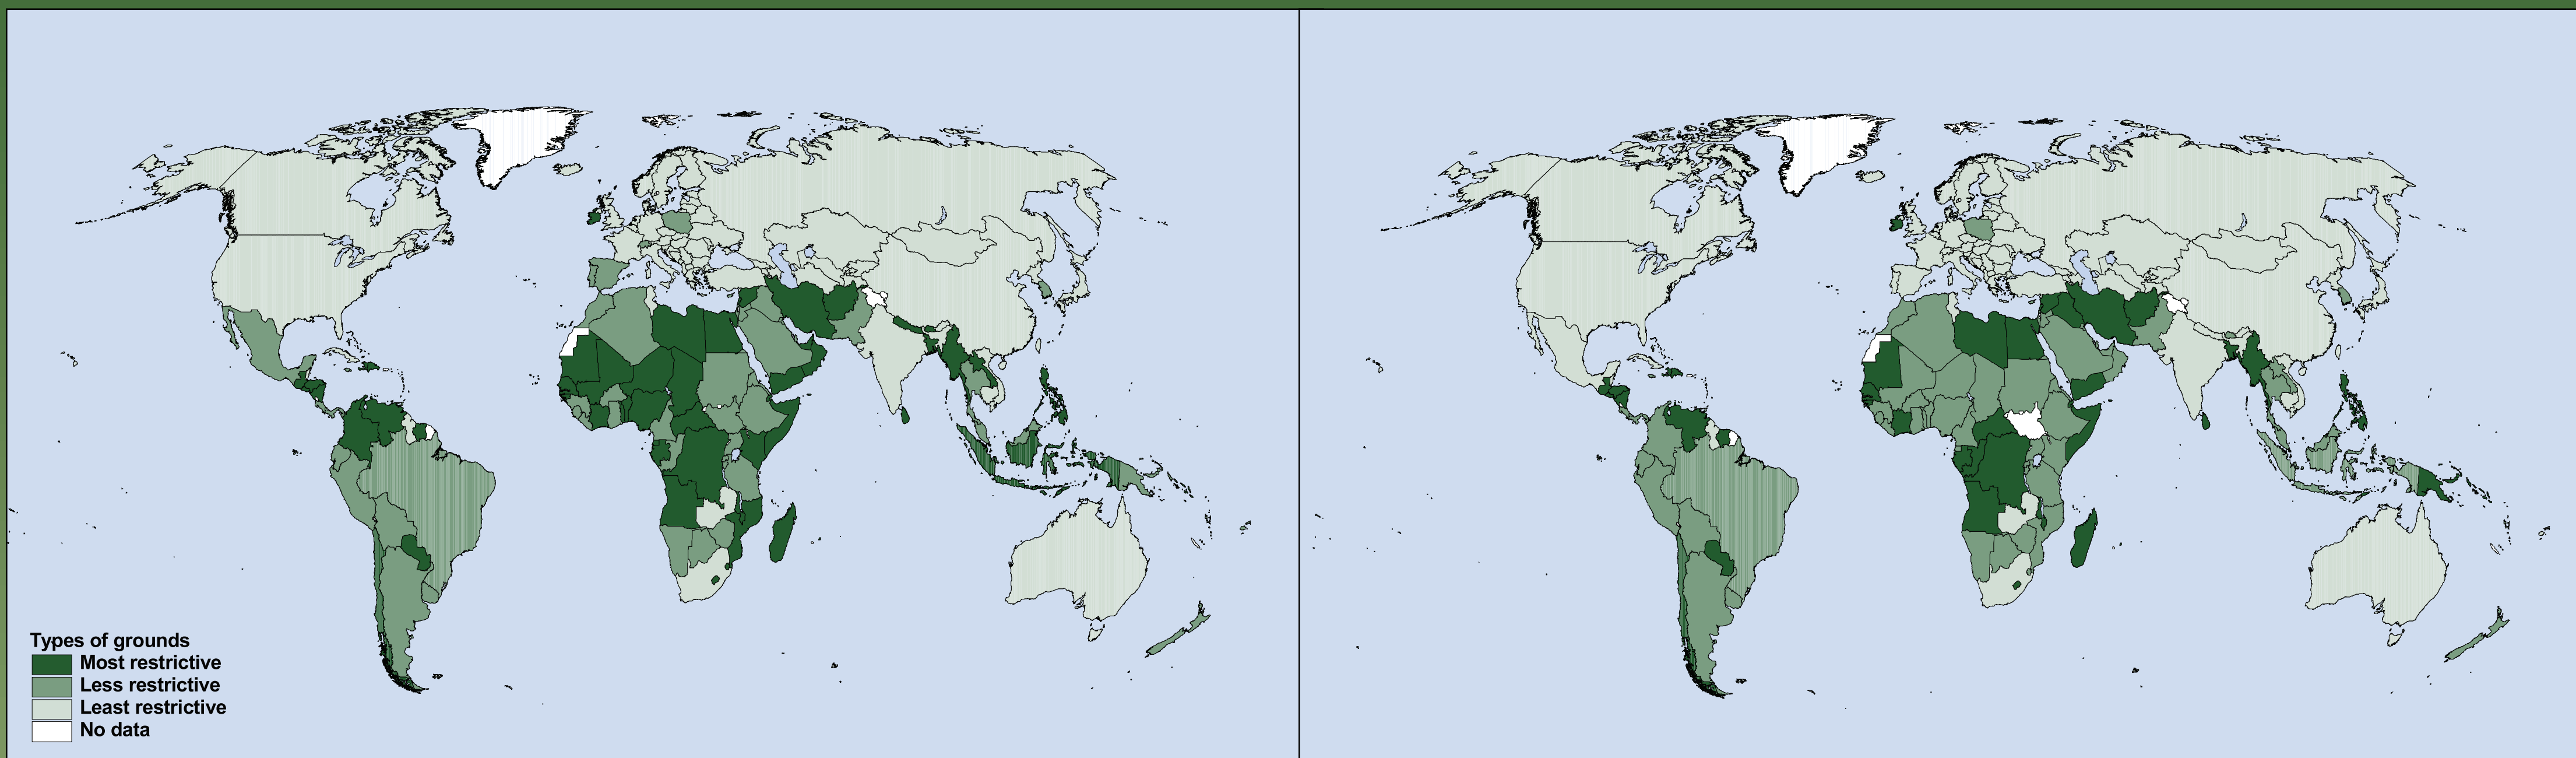 Types of grounds
Most restrictive
Less restrictive
Least restrictive
No data